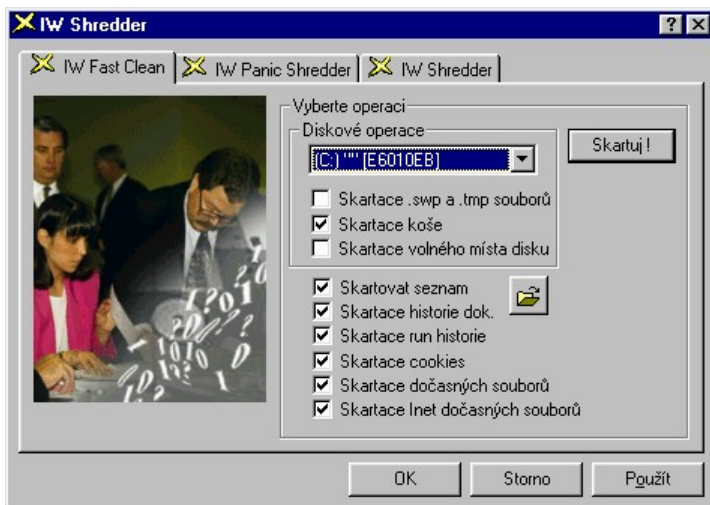 IW Shredder
IW Fast Clean
IW Panic Shredder
IW Shredder
Vyberte operaci
Diskové operace
(C:) "" [E6010EB]
Skartuj !
Skartace .swp a .tmp souborů
Skartace koše
Skartace volného místa disku
Skartovat seznam
Skartace historie dok.
Skartace run historie
Skartace cookies
Skartace dočasných souborů
Skartace Inet dočasných souborů
OK
Storno
Použít